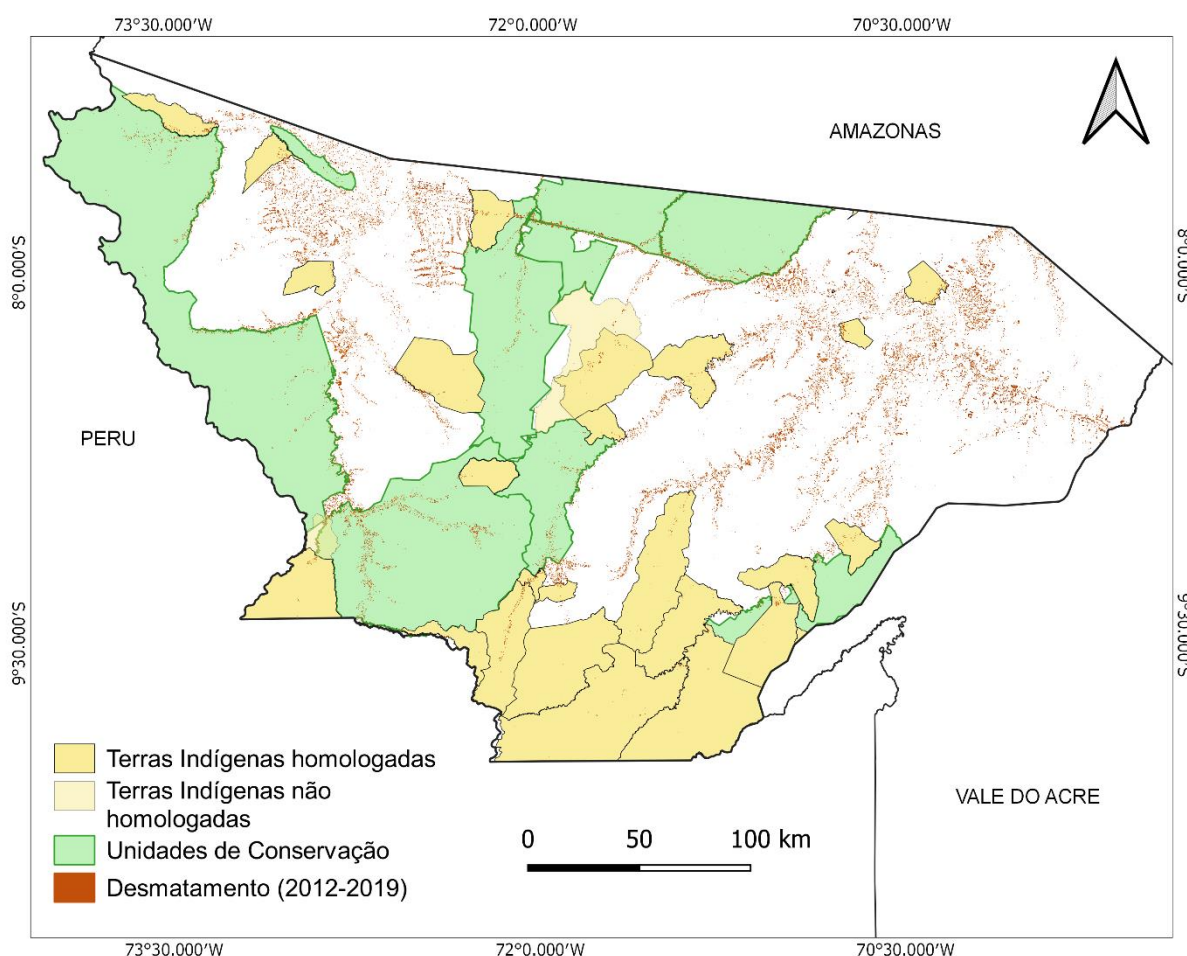 73°30.000'W 72°0.000'W 70°30.000'W
AMAZONAS
8°0.000'S
8°0.000'S
PERU
9°30.000'S
9°30.000'S
Terras Indígenas homologadas
Terras Indígenas não
homologadas
Unidades de Conservação
Desmatamento (2012-2019)
0 50 100 km
VALE DO ACRE
73°30.000'W 72°0.000'W 70°30.000'W